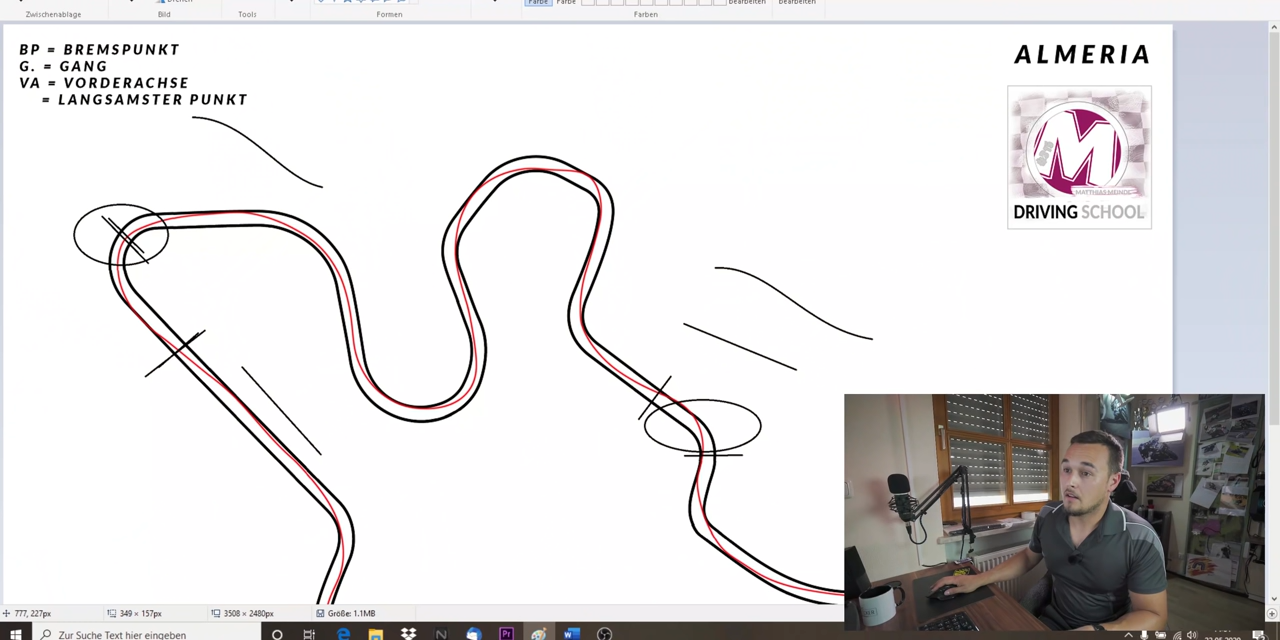 Zwischenablage
Bild
Tools
Formen
Farbe
Farbe
bearbeiten
bearbeiten
Farben
BP = BREMSPUNKT
G. = GANG
VA = VORDERACHSE
= LANGSAMSTER PUNKT
ALMERIA
M
MATTHIAS MEINDL
DRIVING SCHOOL
777, 227px
349 × 157px
3508 × 2480px
Größe: 1.1MB
Zur Suche Text hier eingeben